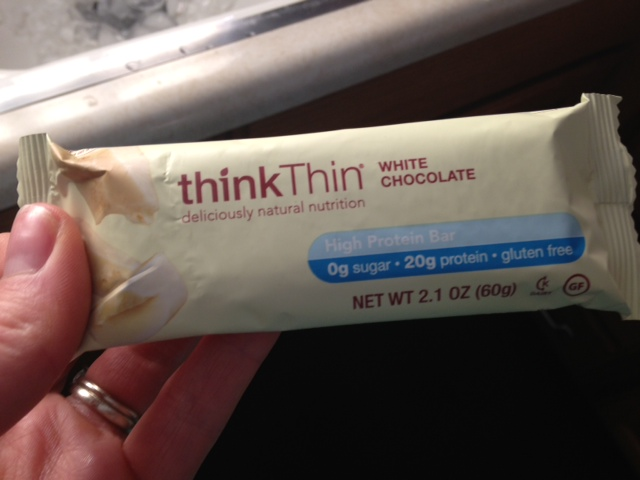 thinkThin®
WHITE
CHOCOLATE
deliciously natural nutrition
High Protein Bar
0g sugar • 20g protein • gluten free
NET WT 2.1 OZ (60g)
GF